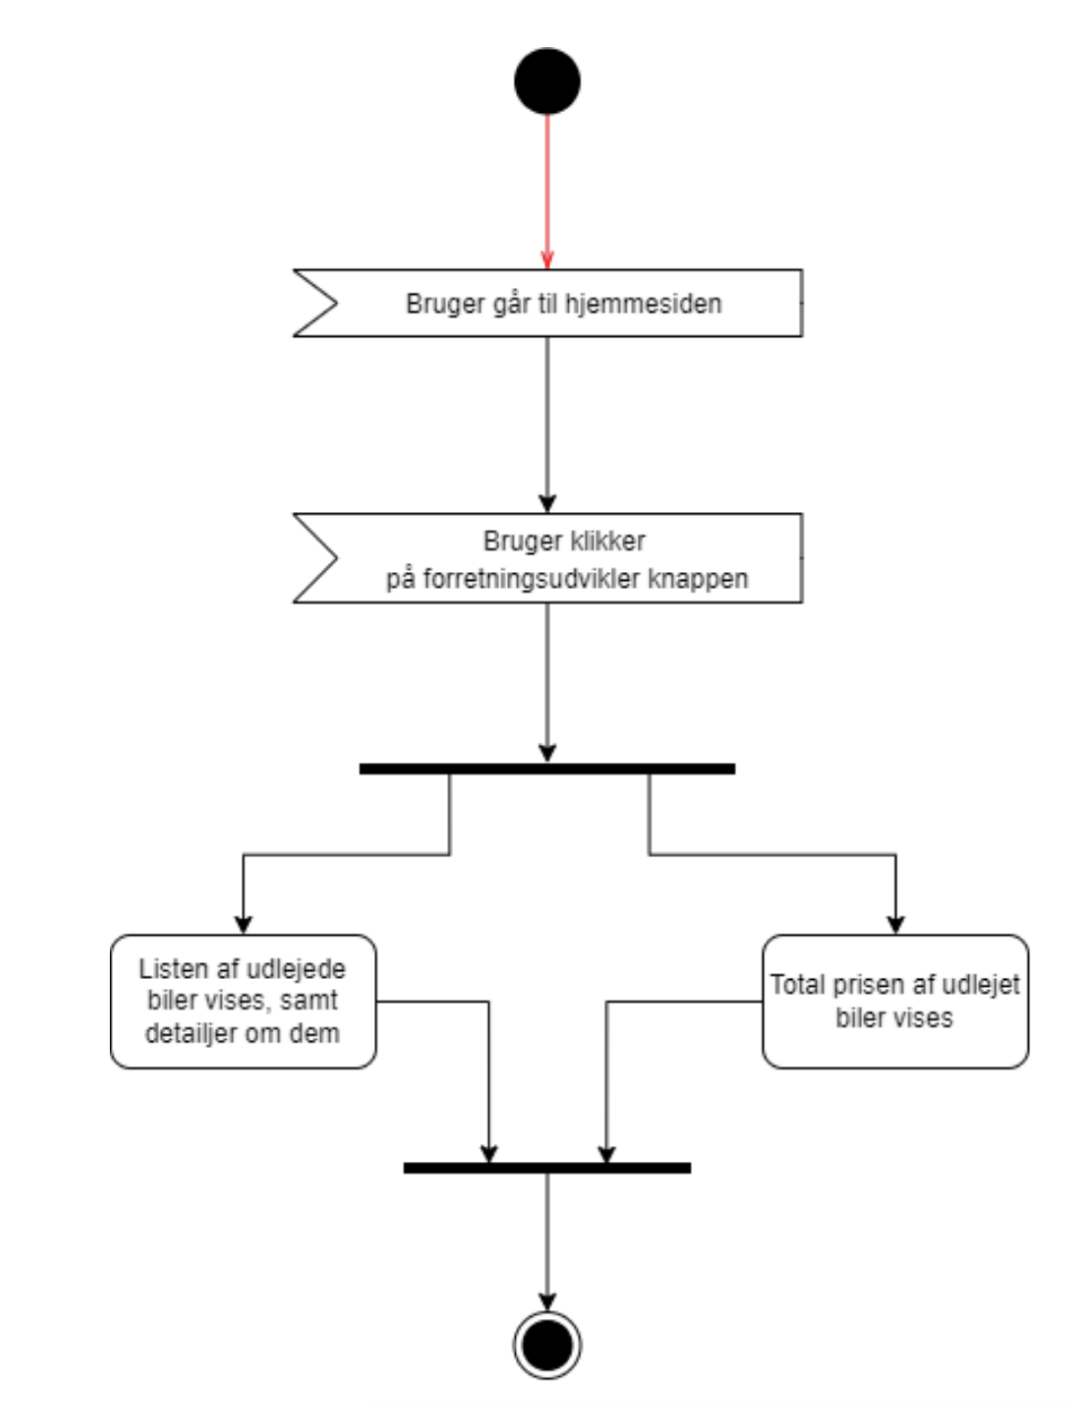 Bruger går til hjemmesiden
Bruger klikker
på forretningsudvikler knappen
Listen af udlejede
biler vises, samt
detailjer om dem
Total prisen af udlejet
biler vises